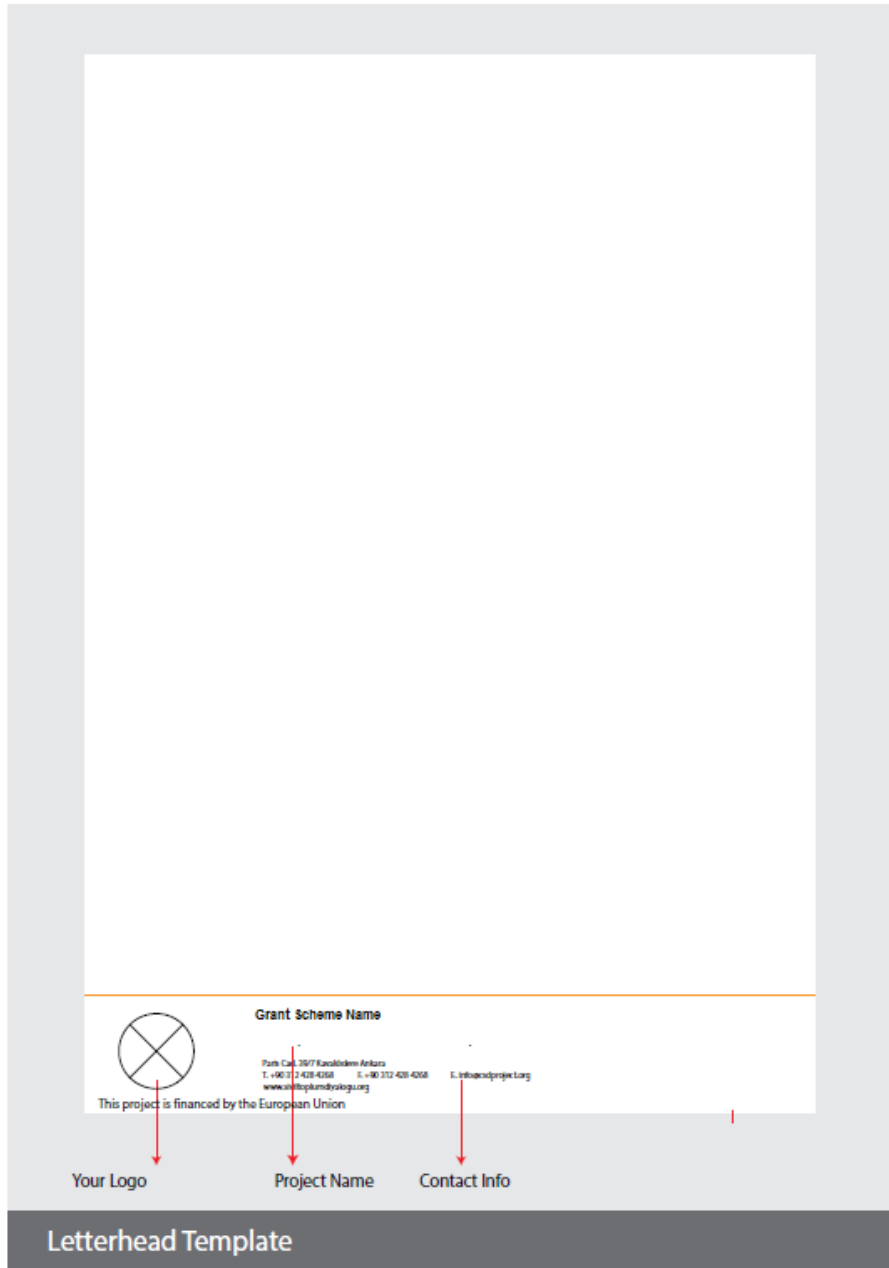 Grant Scheme Name
Paris Cad. 39/7 Kavaklıdere Ankara
T. +90 312 428 4268 F. +90 312 428 4268 E. info@csdproject.org
www.siviltoplumdiyalogu.org
This project is financed by the European Union
Your Logo Project Name Contact Info
Letterhead Template